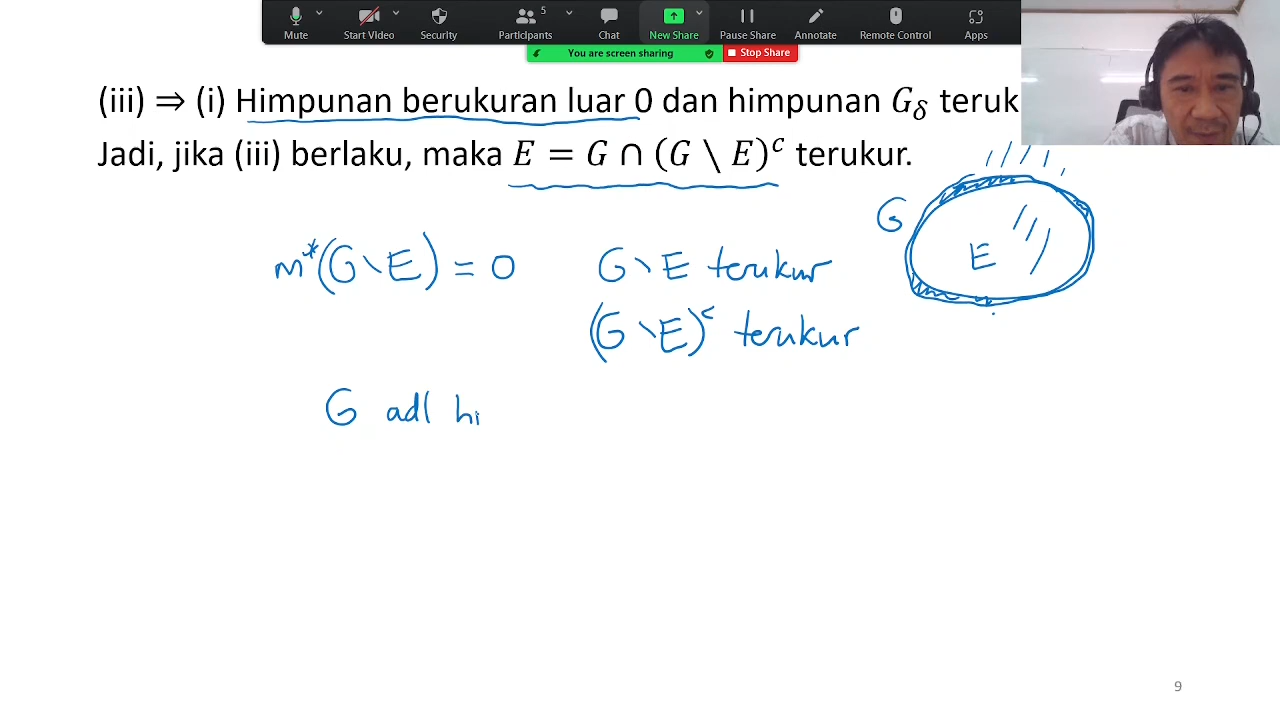 Mute
Start Video
Security
Participants
5
Chat
New Share
Pause Share
Annotate
Remote Control
Apps
You are screen sharing
Stop Share
(iii) ⇒ (i) Himpunan berukuran luar 0 dan himpunan G_δ teruk
Jadi, jika (iii) berlaku, maka E = G ∩ (G \ E)^c terukur.
G
E
m*(G \ E) = 0 G \ E terukur
(G \ E)^c terukur
G adl hi
9